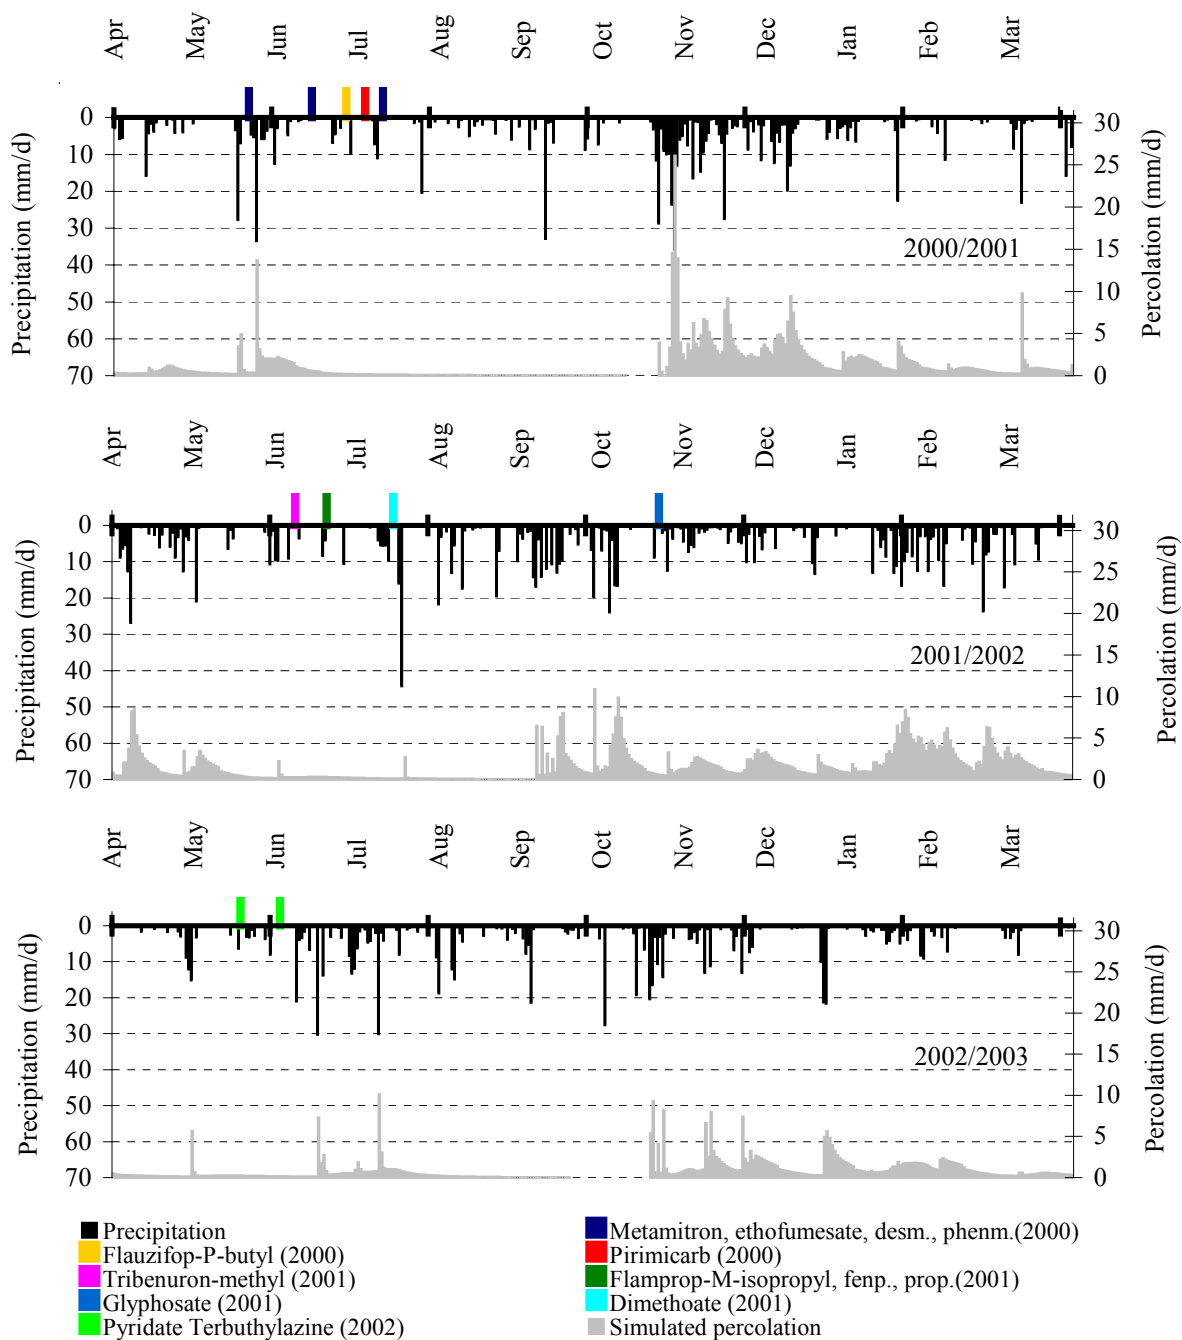 Apr May Jun Jul Aug Sep Oct Nov Dec Jan Feb Mar
Precipitation (mm/d)
0 10 20 30 40 50 60 70
2000/2001
30 25 20 15 10 5 0
Percolation (mm/d)
Apr May Jun Jul Aug Sep Oct Nov Dec Jan Feb Mar
Precipitation (mm/d)
0 10 20 30 40 50 60 70
2001/2002
30 25 20 15 10 5 0
Percolation (mm/d)
Apr May Jun Jul Aug Sep Oct Nov Dec Jan Feb Mar
Precipitation (mm/d)
0 10 20 30 40 50 60 70
2002/2003
30 25 20 15 10 5 0
Percolation (mm/d)
Precipitation
Metamitron, ethofumesate, desm., phenm.(2000)
Flauzifop-P-butyl (2000)
Pirimicarb (2000)
Tribenuron-methyl (2001)
Flamprop-M-isopropyl, fenp., prop.(2001)
Glyphosate (2001)
Dimethoate (2001)
Pyridate Terbuthylazine (2002)
Simulated percolation